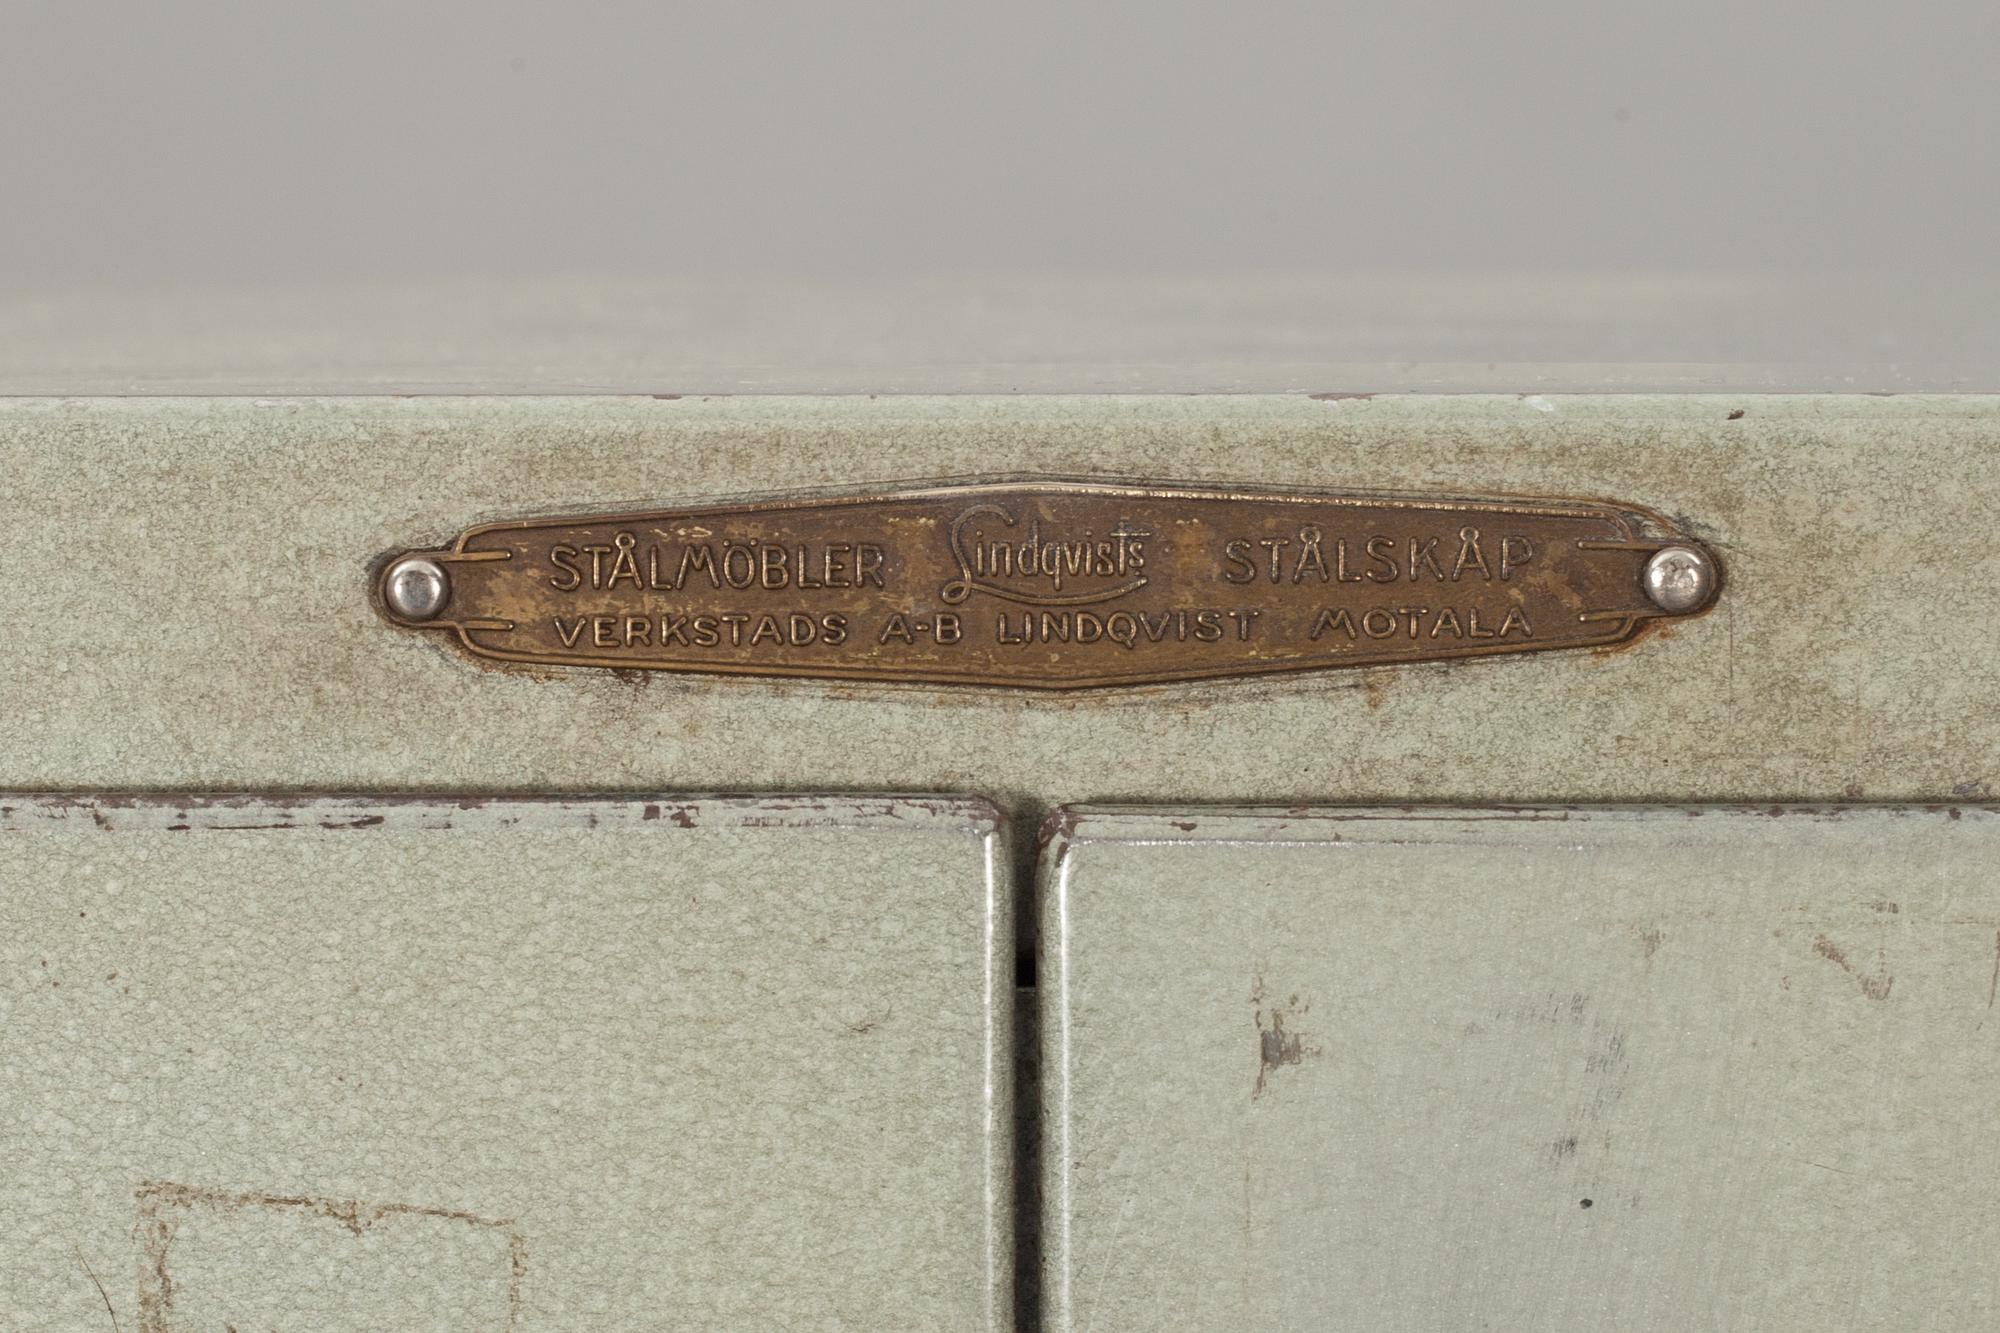 STÅLMÖBLER Lindqvists STÅLSKÅP
VERKSTADS A-B LINDQVIST MOTALA